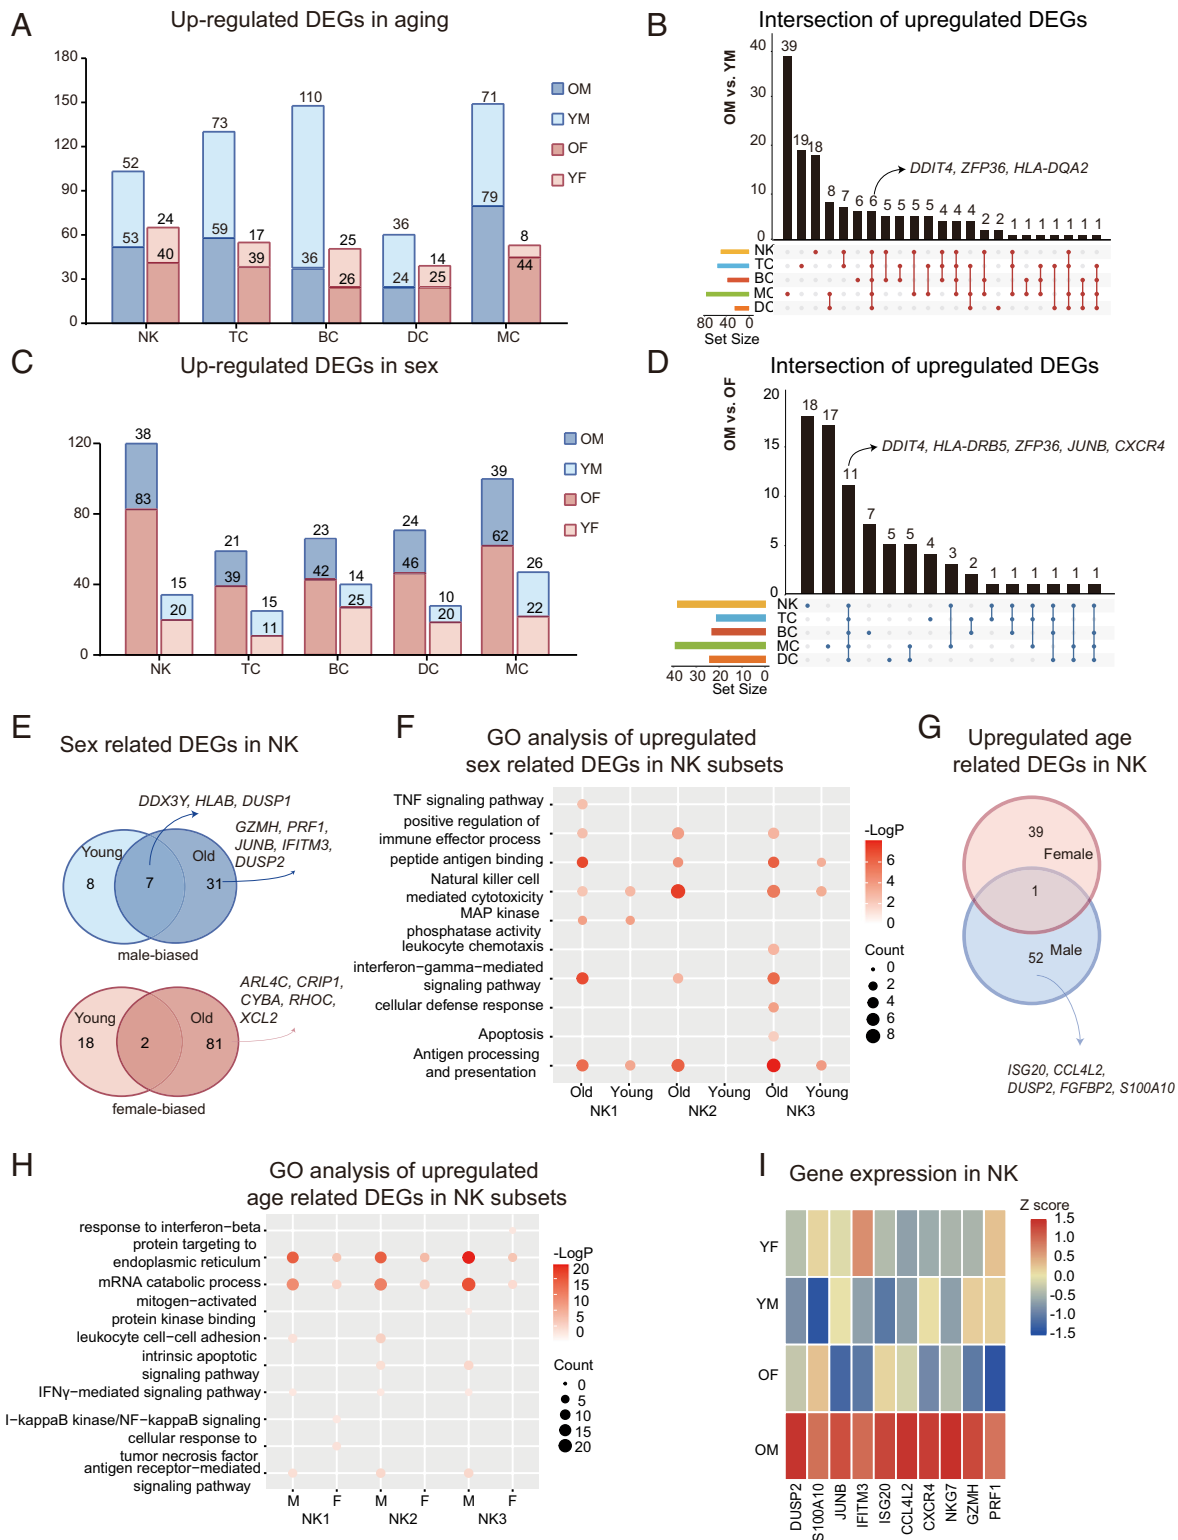 A
Up-regulated DEGs in aging
180
150
120
90
60
30
0
52
53
24
40
73
59
17
39
110
36
25
26
36
24
14
25
71
79
8
44
NK
TC
BC
DC
MC
OM
YM
OF
YF
B
Intersection of upregulated DEGs
OM vs. YM
40
30
20
10
0
39
19
18
8
7
6
6
5
5
5
5
4
4
4
2
2
1
1
1
1
1
1
1
DDIT4, ZFP36, HLA-DQA2
NK
TC
BC
MC
DC
80 40 0
Set Size
C
Up-regulated DEGs in sex
120
80
40
0
38
83
15
20
21
39
15
11
23
42
14
25
24
46
10
20
39
62
26
22
NK
TC
BC
DC
MC
OM
YM
OF
YF
D
Intersection of upregulated DEGs
OM vs. OF
20
15
10
5
0
18
17
11
7
5
5
4
3
2
1
1
1
1
1
1
DDIT4, HLA-DRB5, ZFP36, JUNB, CXCR4
NK
TC
BC
MC
DC
40 30 20 10 0
Set Size
E
Sex related DEGs in NK
DDX3Y, HLAB, DUSP1
GZMH, PRF1,
JUNB, IFITM3,
DUSP2
Young
Old
8
7
31
male-biased
ARL4C, CRIP1,
CYBA, RHOC,
XCL2
Young
Old
18
2
81
female-biased
F
GO analysis of upregulated
sex related DEGs in NK subsets
TNF signaling pathway
positive regulation of
immune effector process
peptide antigen binding
Natural killer cell
mediated cytotoxicity
MAP kinase
phosphatase activity
leukocyte chemotaxis
interferon-gamma-mediated
signaling pathway
cellular defense response
Apoptosis
Antigen processing
and presentation
Old Young Old Young Old Young
NK1 NK2 NK3
-LogP
6
4
2
0
Count
0
2
4
6
8
G
Upregulated age
related DEGs in NK
39
Female
1
Male
52
ISG20, CCL4L2,
DUSP2, FGFBP2, S100A10
H
GO analysis of upregulated
age related DEGs in NK subsets
response to interferon-beta
protein targeting to
endoplasmic reticulum
mRNA catabolic process
mitogen-activated
protein kinase binding
leukocyte cell-cell adhesion
intrinsic apoptotic
signaling pathway
IFNγ-mediated signaling pathway
I-kappaB kinase/NF-kappaB signaling
cellular response to
tumor necrosis factor
antigen receptor-mediated
signaling pathway
M F M F M F
NK1 NK2 NK3
-LogP
20
15
10
5
0
Count
0
5
10
15
20
I
Gene expression in NK
YF
YM
OF
OM
DUSP2
S100A10
JUNB
IFITM3
ISG20
CCL4L2
CXCR4
NKG7
GZMH
PRF1
Z score
1.5
1.0
0.5
0.0
-0.5
-1.0
-1.5